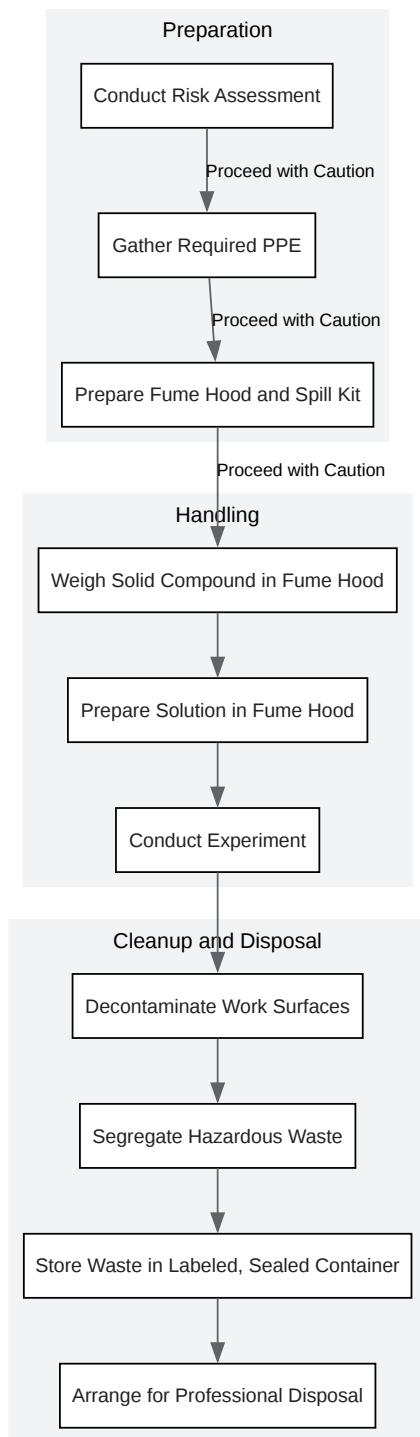 Preparation
Conduct Risk Assessment
Proceed with Caution
Gather Required PPE
Proceed with Caution
Prepare Fume Hood and Spill Kit
Proceed with Caution
Handling
Weigh Solid Compound in Fume Hood
Prepare Solution in Fume Hood
Conduct Experiment
Cleanup and Disposal
Decontaminate Work Surfaces
Segregate Hazardous Waste
Store Waste in Labeled, Sealed Container
Arrange for Professional Disposal